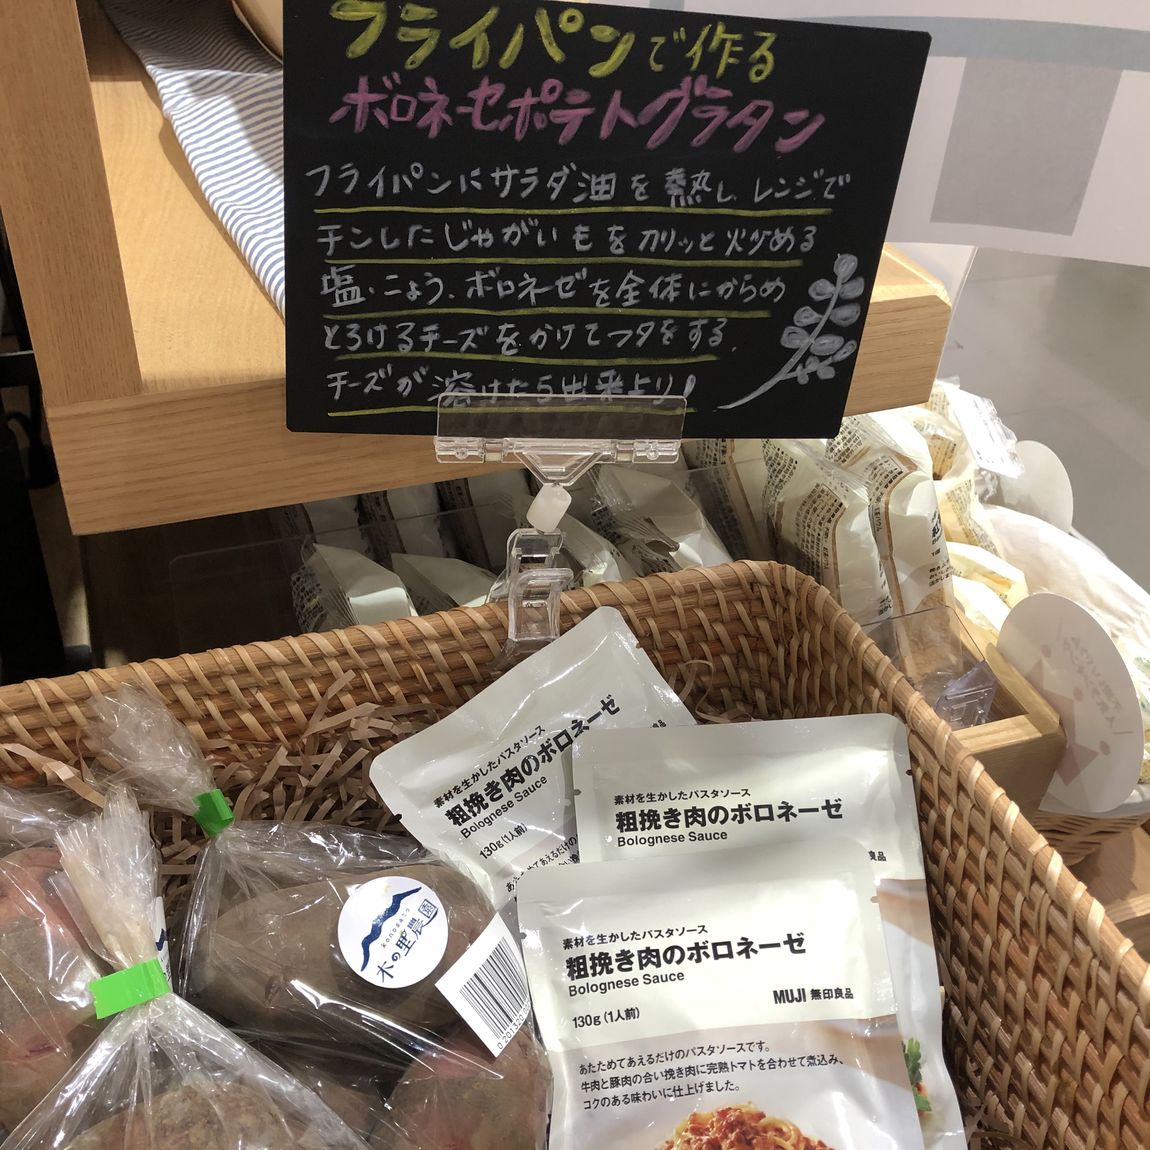 フライパンで作る
ボロネーゼポテトグラタン
フライパンにサラダ油を熱し、レンジで
チンしたじゃがいもをカリッと火炒める
塩・こしょう、ボロネーゼを全体にからめ
とろけるチーズをかけてフタをする。
チーズが溶けたら出来上り!
素材を生かしたパスタソース
粗挽き肉のボロネーゼ
Bolognese Sauce
130g(1人前)
素材を生かしたパスタソース
粗挽き肉のボロネーゼ
Bolognese Sauce
良品
素材を生かしたパスタソース
粗挽き肉のボロネーゼ
Bolognese Sauce
MUJI 無印良品
130g(1人前)
あたためてあえるだけのパスタソースです。
牛肉と豚肉の合い挽き肉に完熟トマトを合わせて煮込み、
コクのある味わいに仕上げました。
konosato
木の里農園